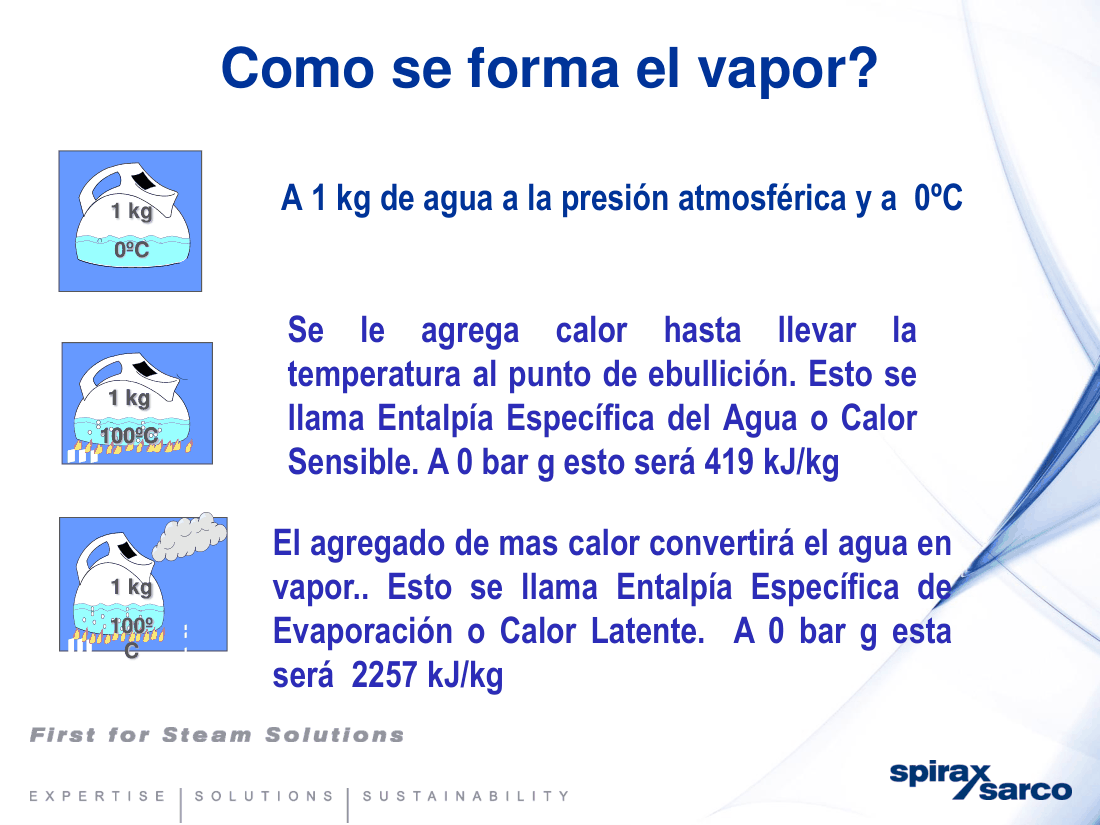 Como se forma el vapor?
1 kg
0ºC
A 1 kg de agua a la presión atmosférica y a 0ºC
1 kg
100ºC
Se le agrega calor hasta llevar la
temperatura al punto de ebullición. Esto se
llama Entalpía Específica del Agua o Calor
Sensible. A 0 bar g esto será 419 kJ/kg
1 kg
100º
C
El agregado de mas calor convertirá el agua en
vapor.. Esto se llama Entalpía Específica de
Evaporación o Calor Latente. A 0 bar g esta
será 2257 kJ/kg
First for Steam Solutions
EXPERTISE SOLUTIONS SUSTAINABILITY
spirax
sarco